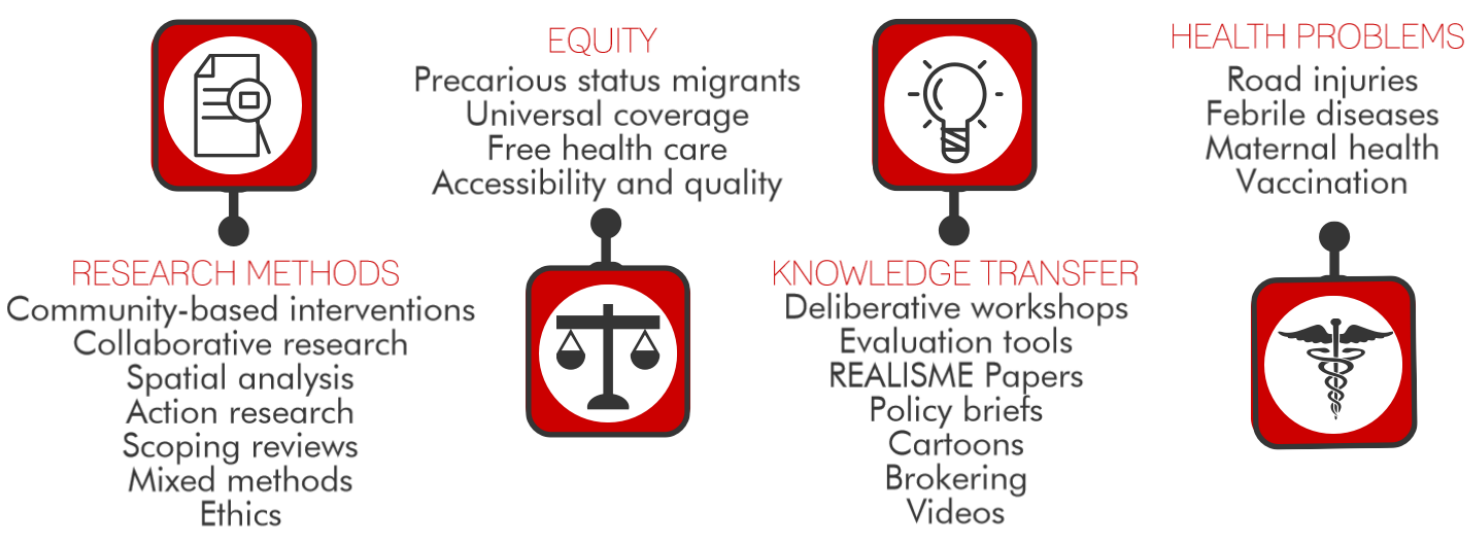 RESEARCH METHODS
Community-based interventions
Collaborative research
Spatial analysis
Action research
Scoping reviews
Mixed methods
Ethics
EQUITY
Precarious status migrants
Universal coverage
Free health care
Accessibility and quality
KNOWLEDGE TRANSFER
Deliberative workshops
Evaluation tools
REALISME Papers
Policy briefs
Cartoons
Brokering
Videos
HEALTH PROBLEMS
Road injuries
Febrile diseases
Maternal health
Vaccination